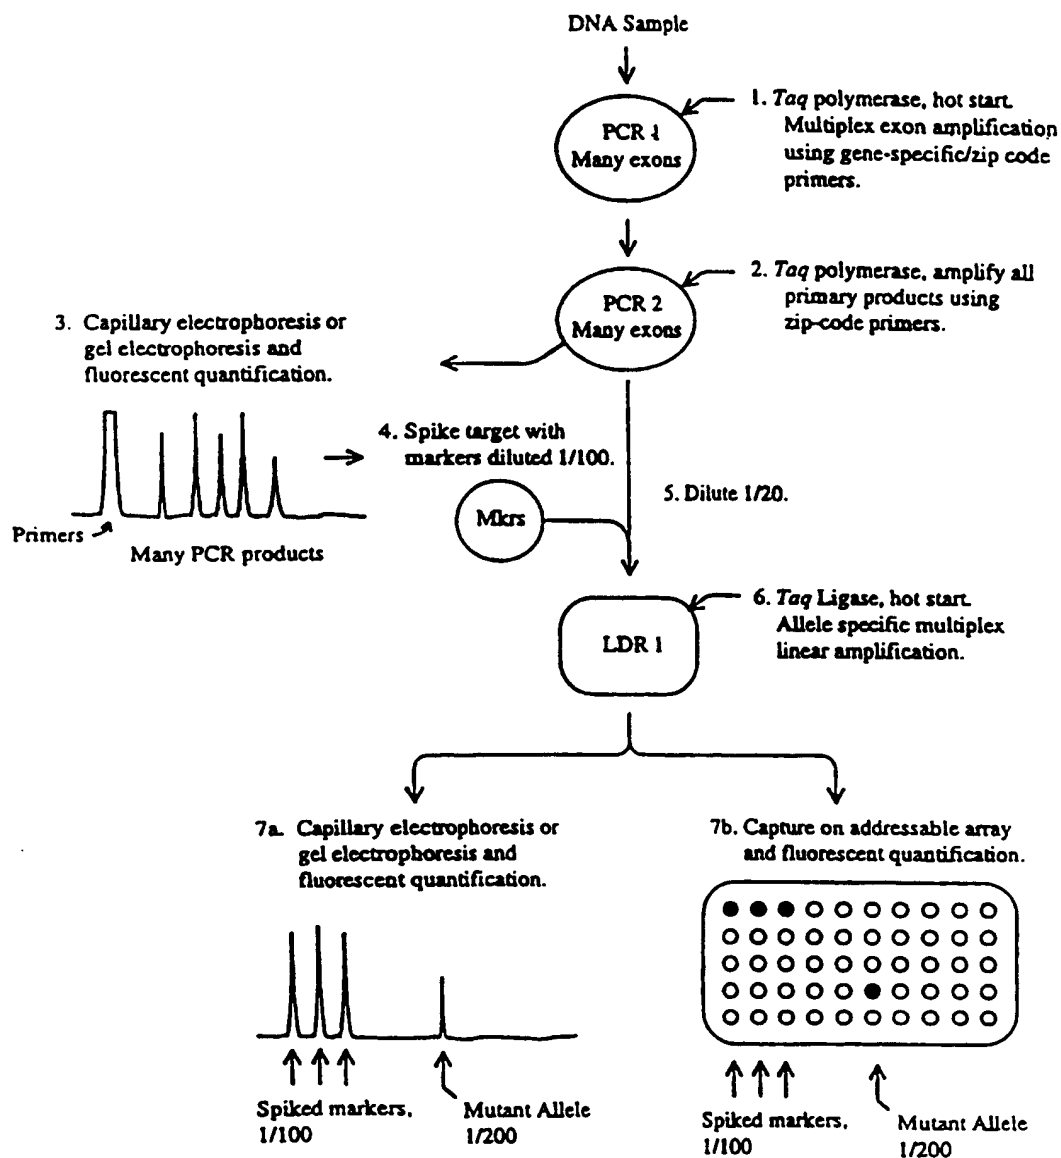 DNA Sample
1. Taq polymerase, hot start.
Multiplex exon amplification
using gene-specific/zip code
primers.
PCR 1
Many exons
2. Taq polymerase, amplify all
primary products using
zip-code primers.
PCR 2
Many exons
3. Capillary electrophoresis or
gel electrophoresis and
fluorescent quantification.
4. Spike target with
markers diluted 1/100.
5. Dilute 1/20.
Mkrs
Primers
Many PCR products
6. Taq Ligase, hot start.
Allele specific multiplex
linear amplification.
LDR 1
7a. Capillary electrophoresis or
gel electrophoresis and
fluorescent quantification.
7b. Capture on addressable array
and fluorescent quantification.
Spiked markers,
1/100
Mutant Allele
1/200
Spiked markers,
1/100
Mutant Allele
1/200